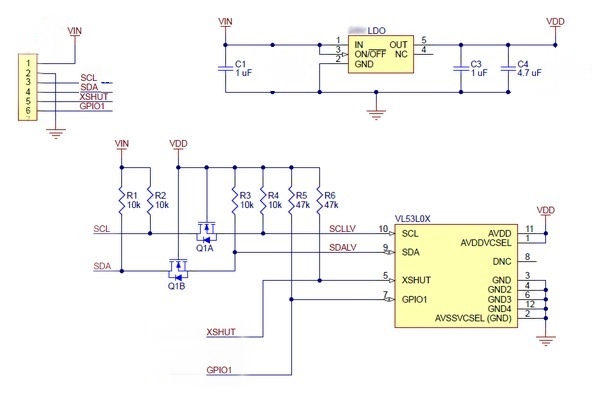 VIN
1
2
3
4
5
6
SCL
SDA
XSHUT
GPIO1
VIN
VDD
LDO
1 IN OUT 5
3 ON/OFF NC 4
2 GND
C1
1 uF
C3
1 uF
C4
4.7 uF
VIN VDD
R1
10k
R2
10k
R3
10k
R4
10k
R5
47k
R6
47k
SCL
Q1A
SDA
Q1B
SCLLV
SDALV
XSHUT
GPIO1
VL53L0X
10 SCL AVDD 11
AVDDVCSEL 1
9 SDA
DNC 8
5 XSHUT GND 3
GND2 4
7 GPIO1 GND3 6
GND4 12
AVSSVCSEL (GND) 2
VDD